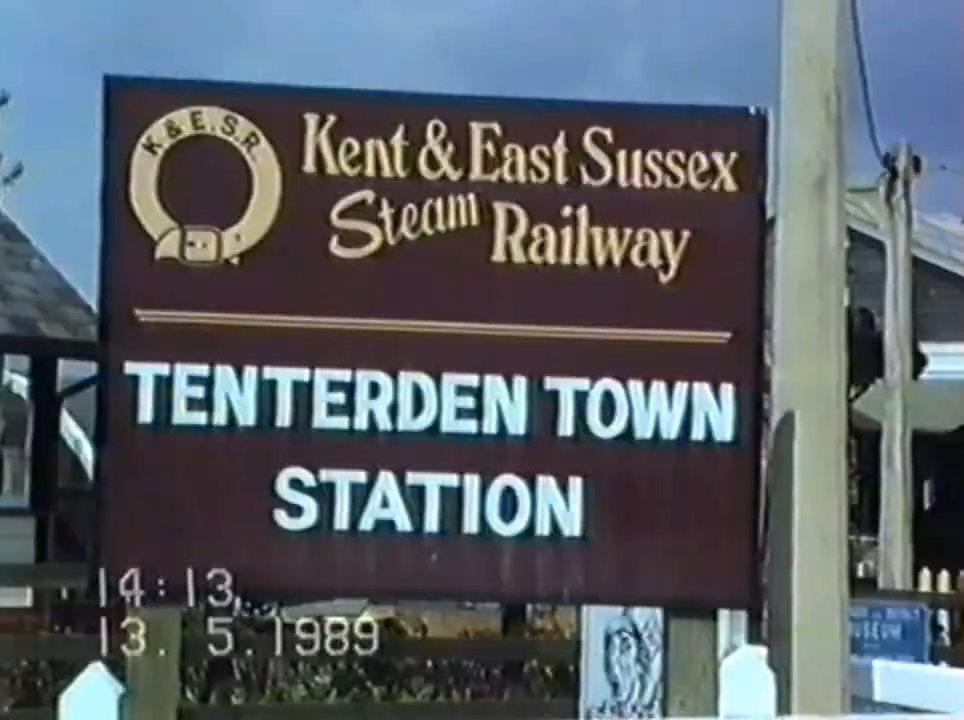 K & E.S.R.
Kent & East Sussex
Steam Railway
TENTERDEN TOWN
STATION
14:13
13. 5.1989
MUSEUM